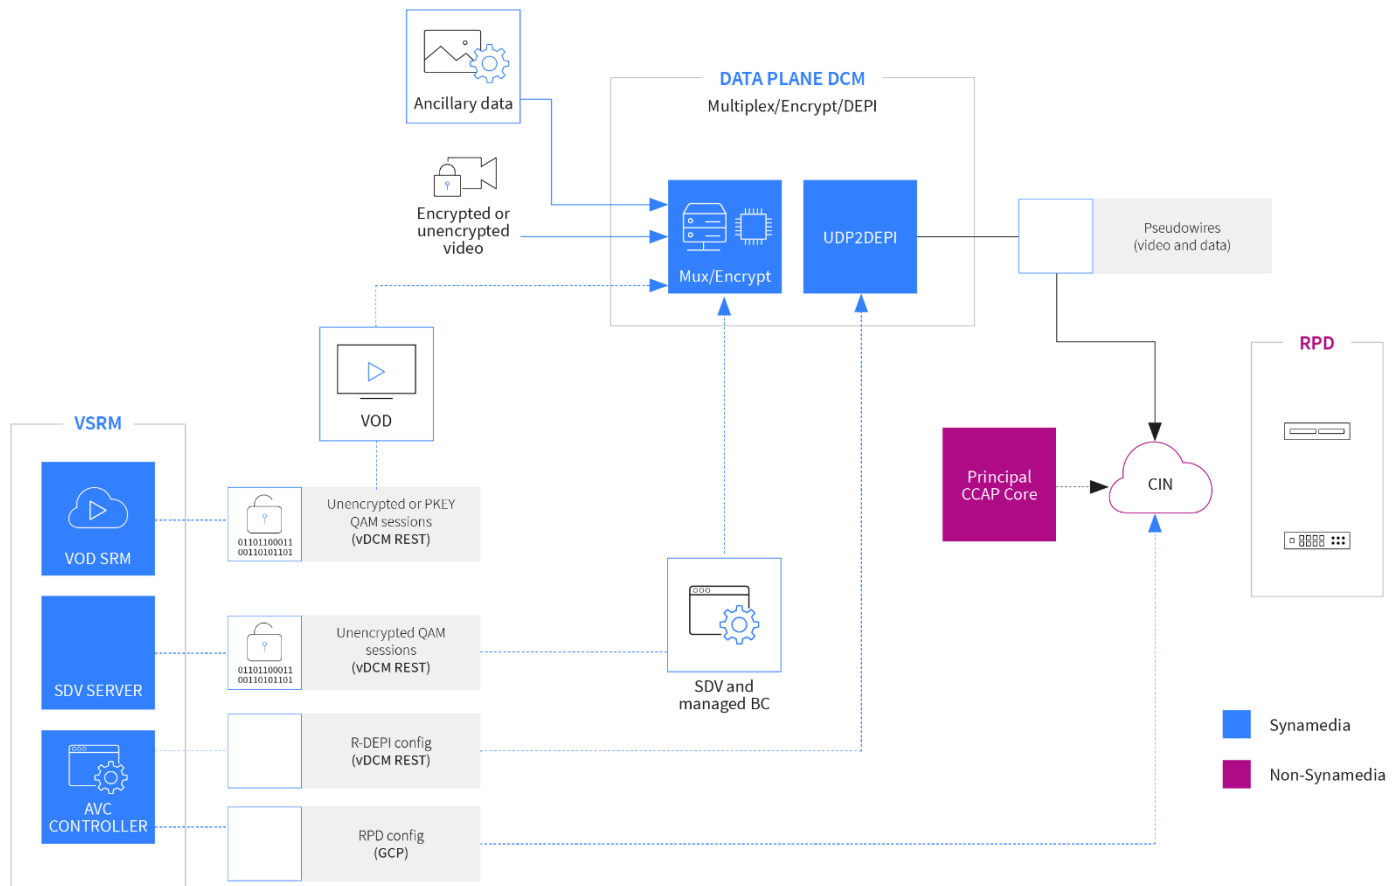 Ancillary data
DATA PLANE DCM
Multiplex/Encrypt/DEPI
Encrypted or
unencrypted
video
Mux/Encrypt
UDP2DEPI
Pseudowires
(video and data)
VOD
RPD
VSRM
Principal
CCAP Core
CIN
VOD SRM
01101100011
00110101101
Unencrypted or PKEY
QAM sessions
(vDCM REST)
SDV SERVER
01101100011
00110101101
Unencrypted QAM
sessions
(vDCM REST)
SDV and
managed BC
AVC
CONTROLLER
R-DEPI config
(vDCM REST)
RPD config
(GCP)
Synamedia
Non-Synamedia